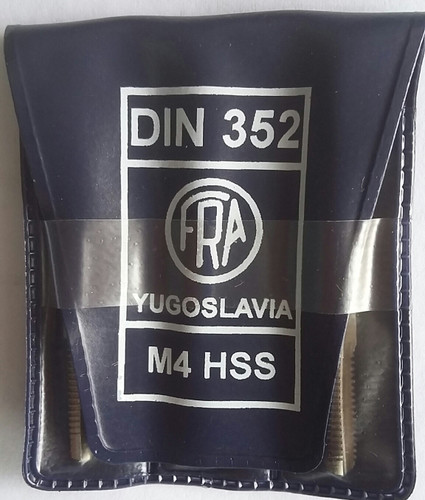 DIN 352
FRA
YUGOSLAVIA
M4 HSS